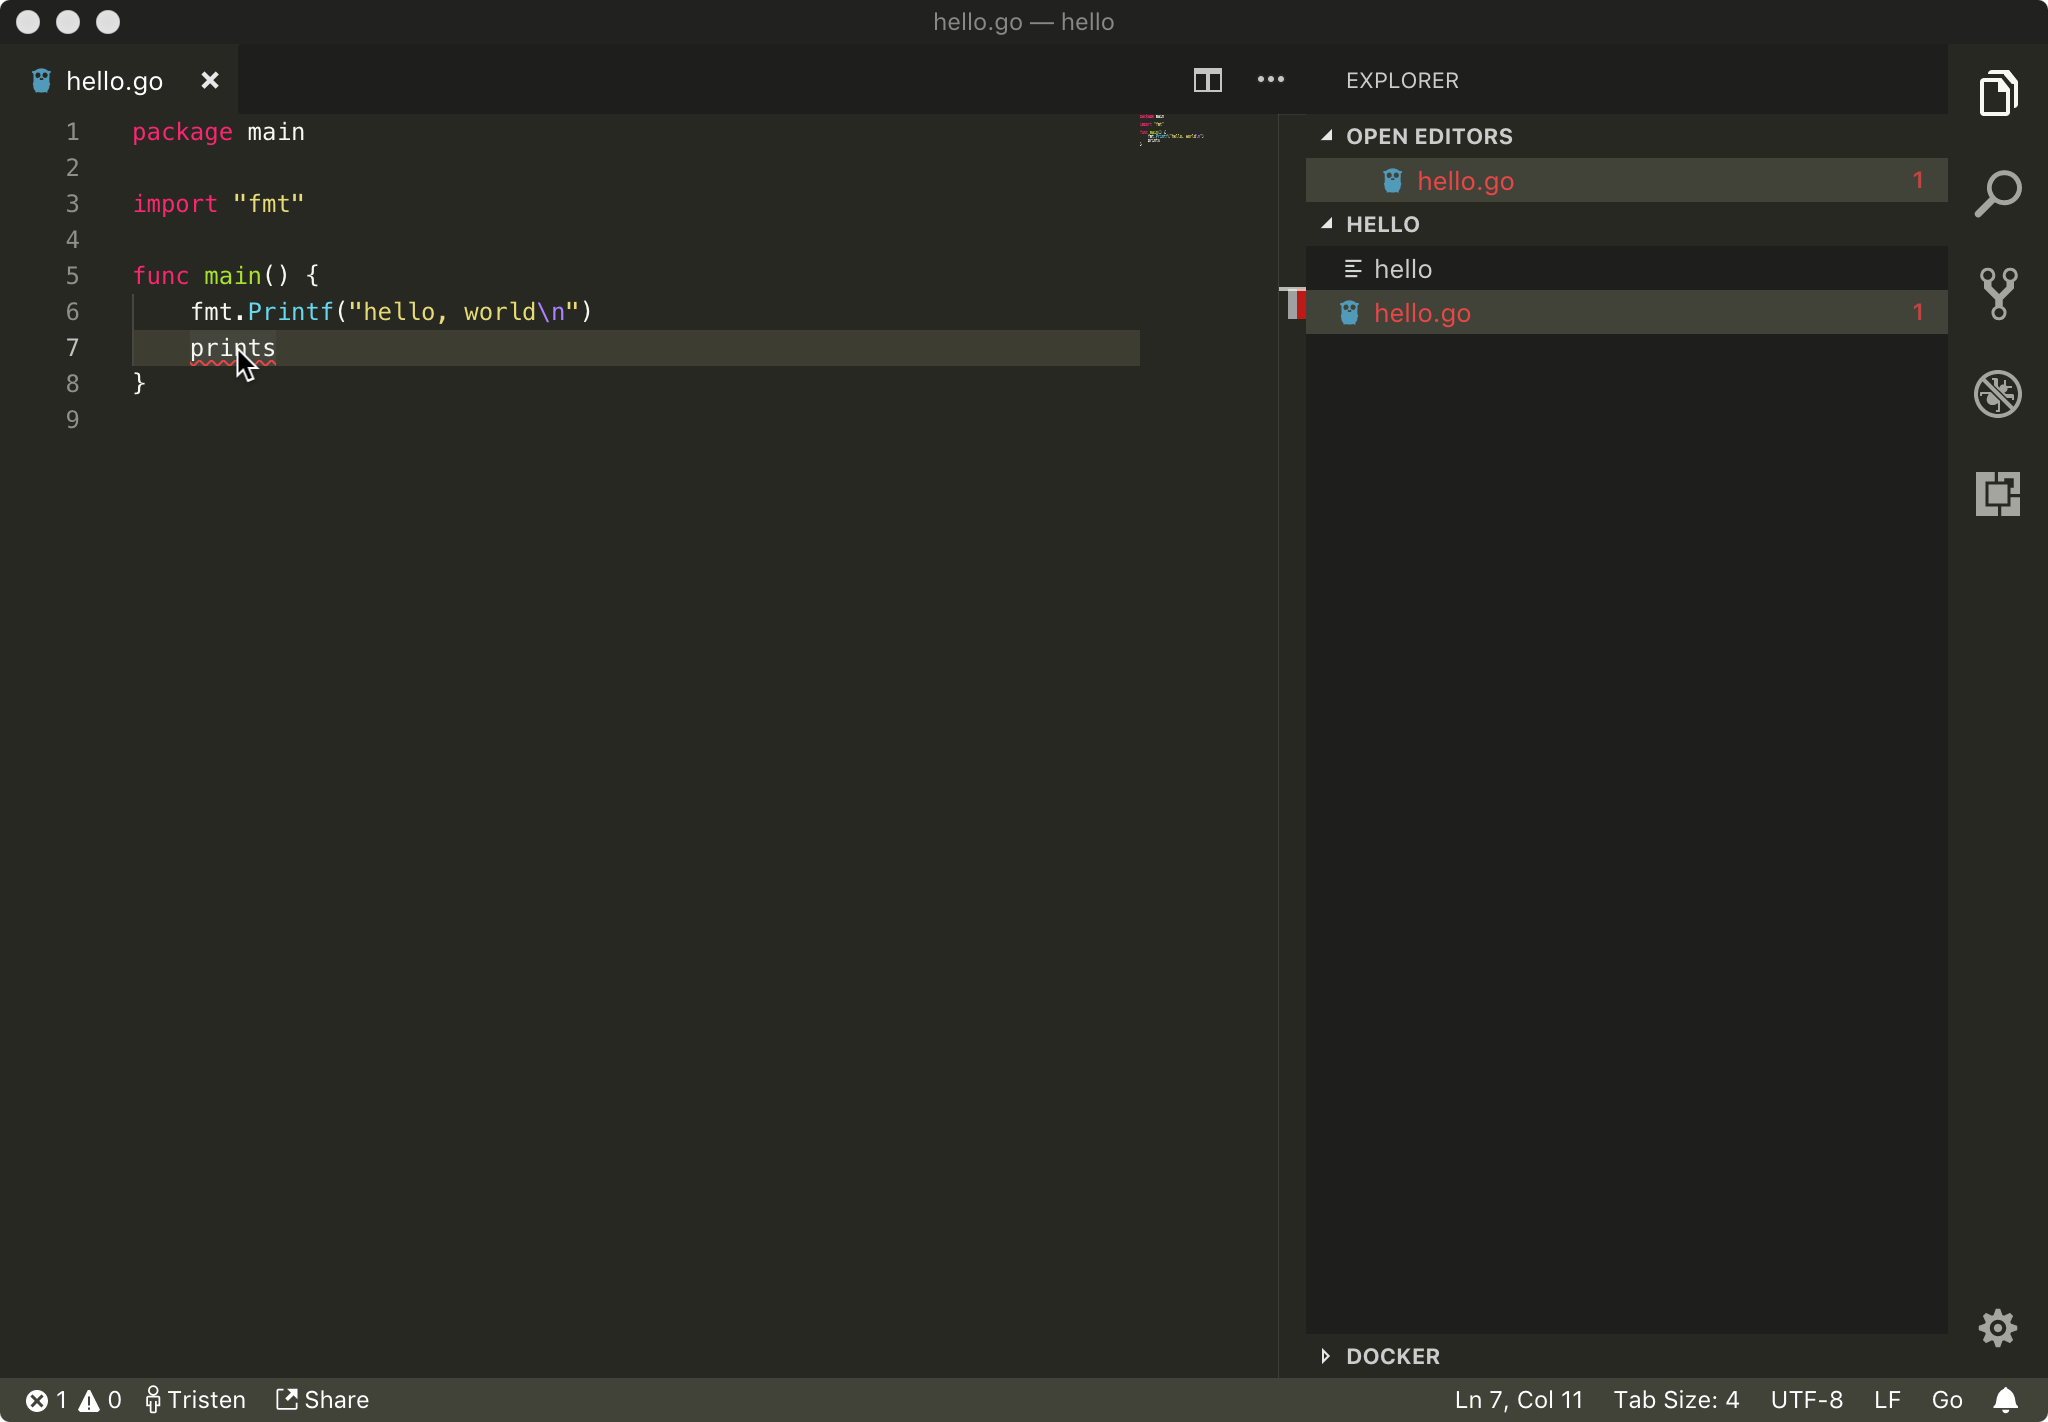 hello.go — hello
hello.go
EXPLORER
1 package main
2
3 import "fmt"
4
5 func main() {
6 fmt.Printf("hello, world\n")
7 prints
8 }
9
OPEN EDITORS
hello.go 1
HELLO
hello
hello.go 1
DOCKER
1 0 Tristen Share Ln 7, Col 11 Tab Size: 4 UTF-8 LF Go